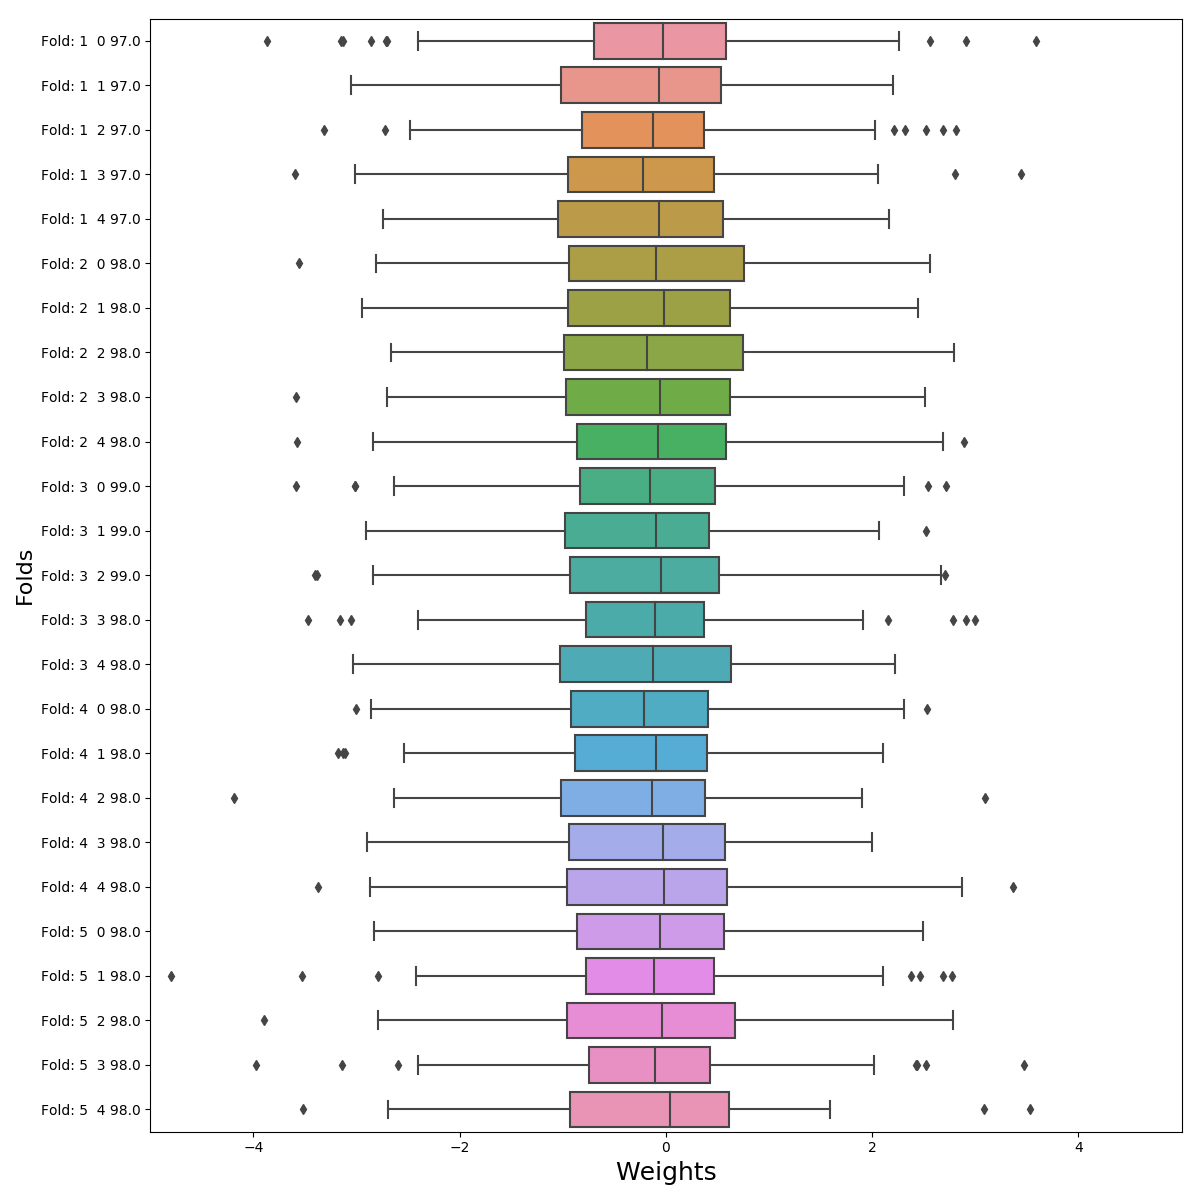 Fold: 1  0 97.0
Fold: 1  1 97.0
Fold: 1  2 97.0
Fold: 1  3 97.0
Fold: 1  4 97.0
Fold: 2  0 98.0
Fold: 2  1 98.0
Fold: 2  2 98.0
Fold: 2  3 98.0
Fold: 2  4 98.0
Fold: 3  0 99.0
Fold: 3  1 99.0
Fold: 3  2 99.0
Fold: 3  3 98.0
Fold: 3  4 98.0
Fold: 4  0 98.0
Fold: 4  1 98.0
Fold: 4  2 98.0
Fold: 4  3 98.0
Fold: 4  4 98.0
Fold: 5  0 98.0
Fold: 5  1 98.0
Fold: 5  2 98.0
Fold: 5  3 98.0
Fold: 5  4 98.0
Folds
−4 −2 0 2 4
Weights